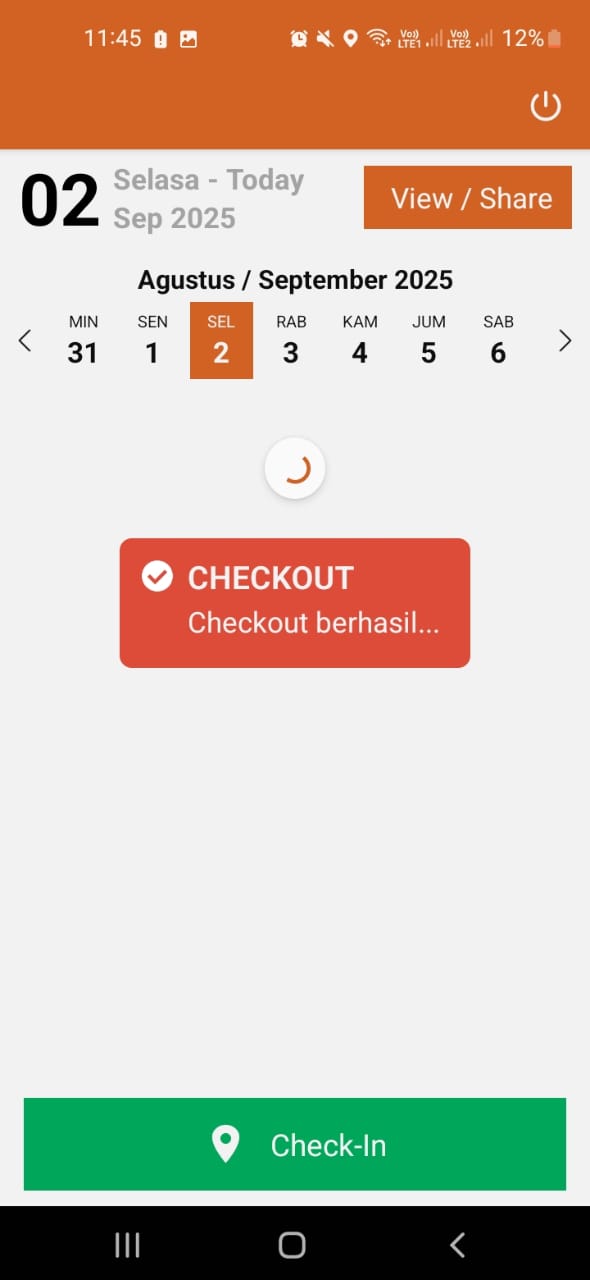 11:45 Vo)) LTE1 Vo)) LTE2 12%
02
Selasa - Today
Sep 2025
View / Share
Agustus / September 2025
MIN SEN SEL RAB KAM JUM SAB
31 1 2 3 4 5 6
CHECKOUT
Checkout berhasil...
Check-In